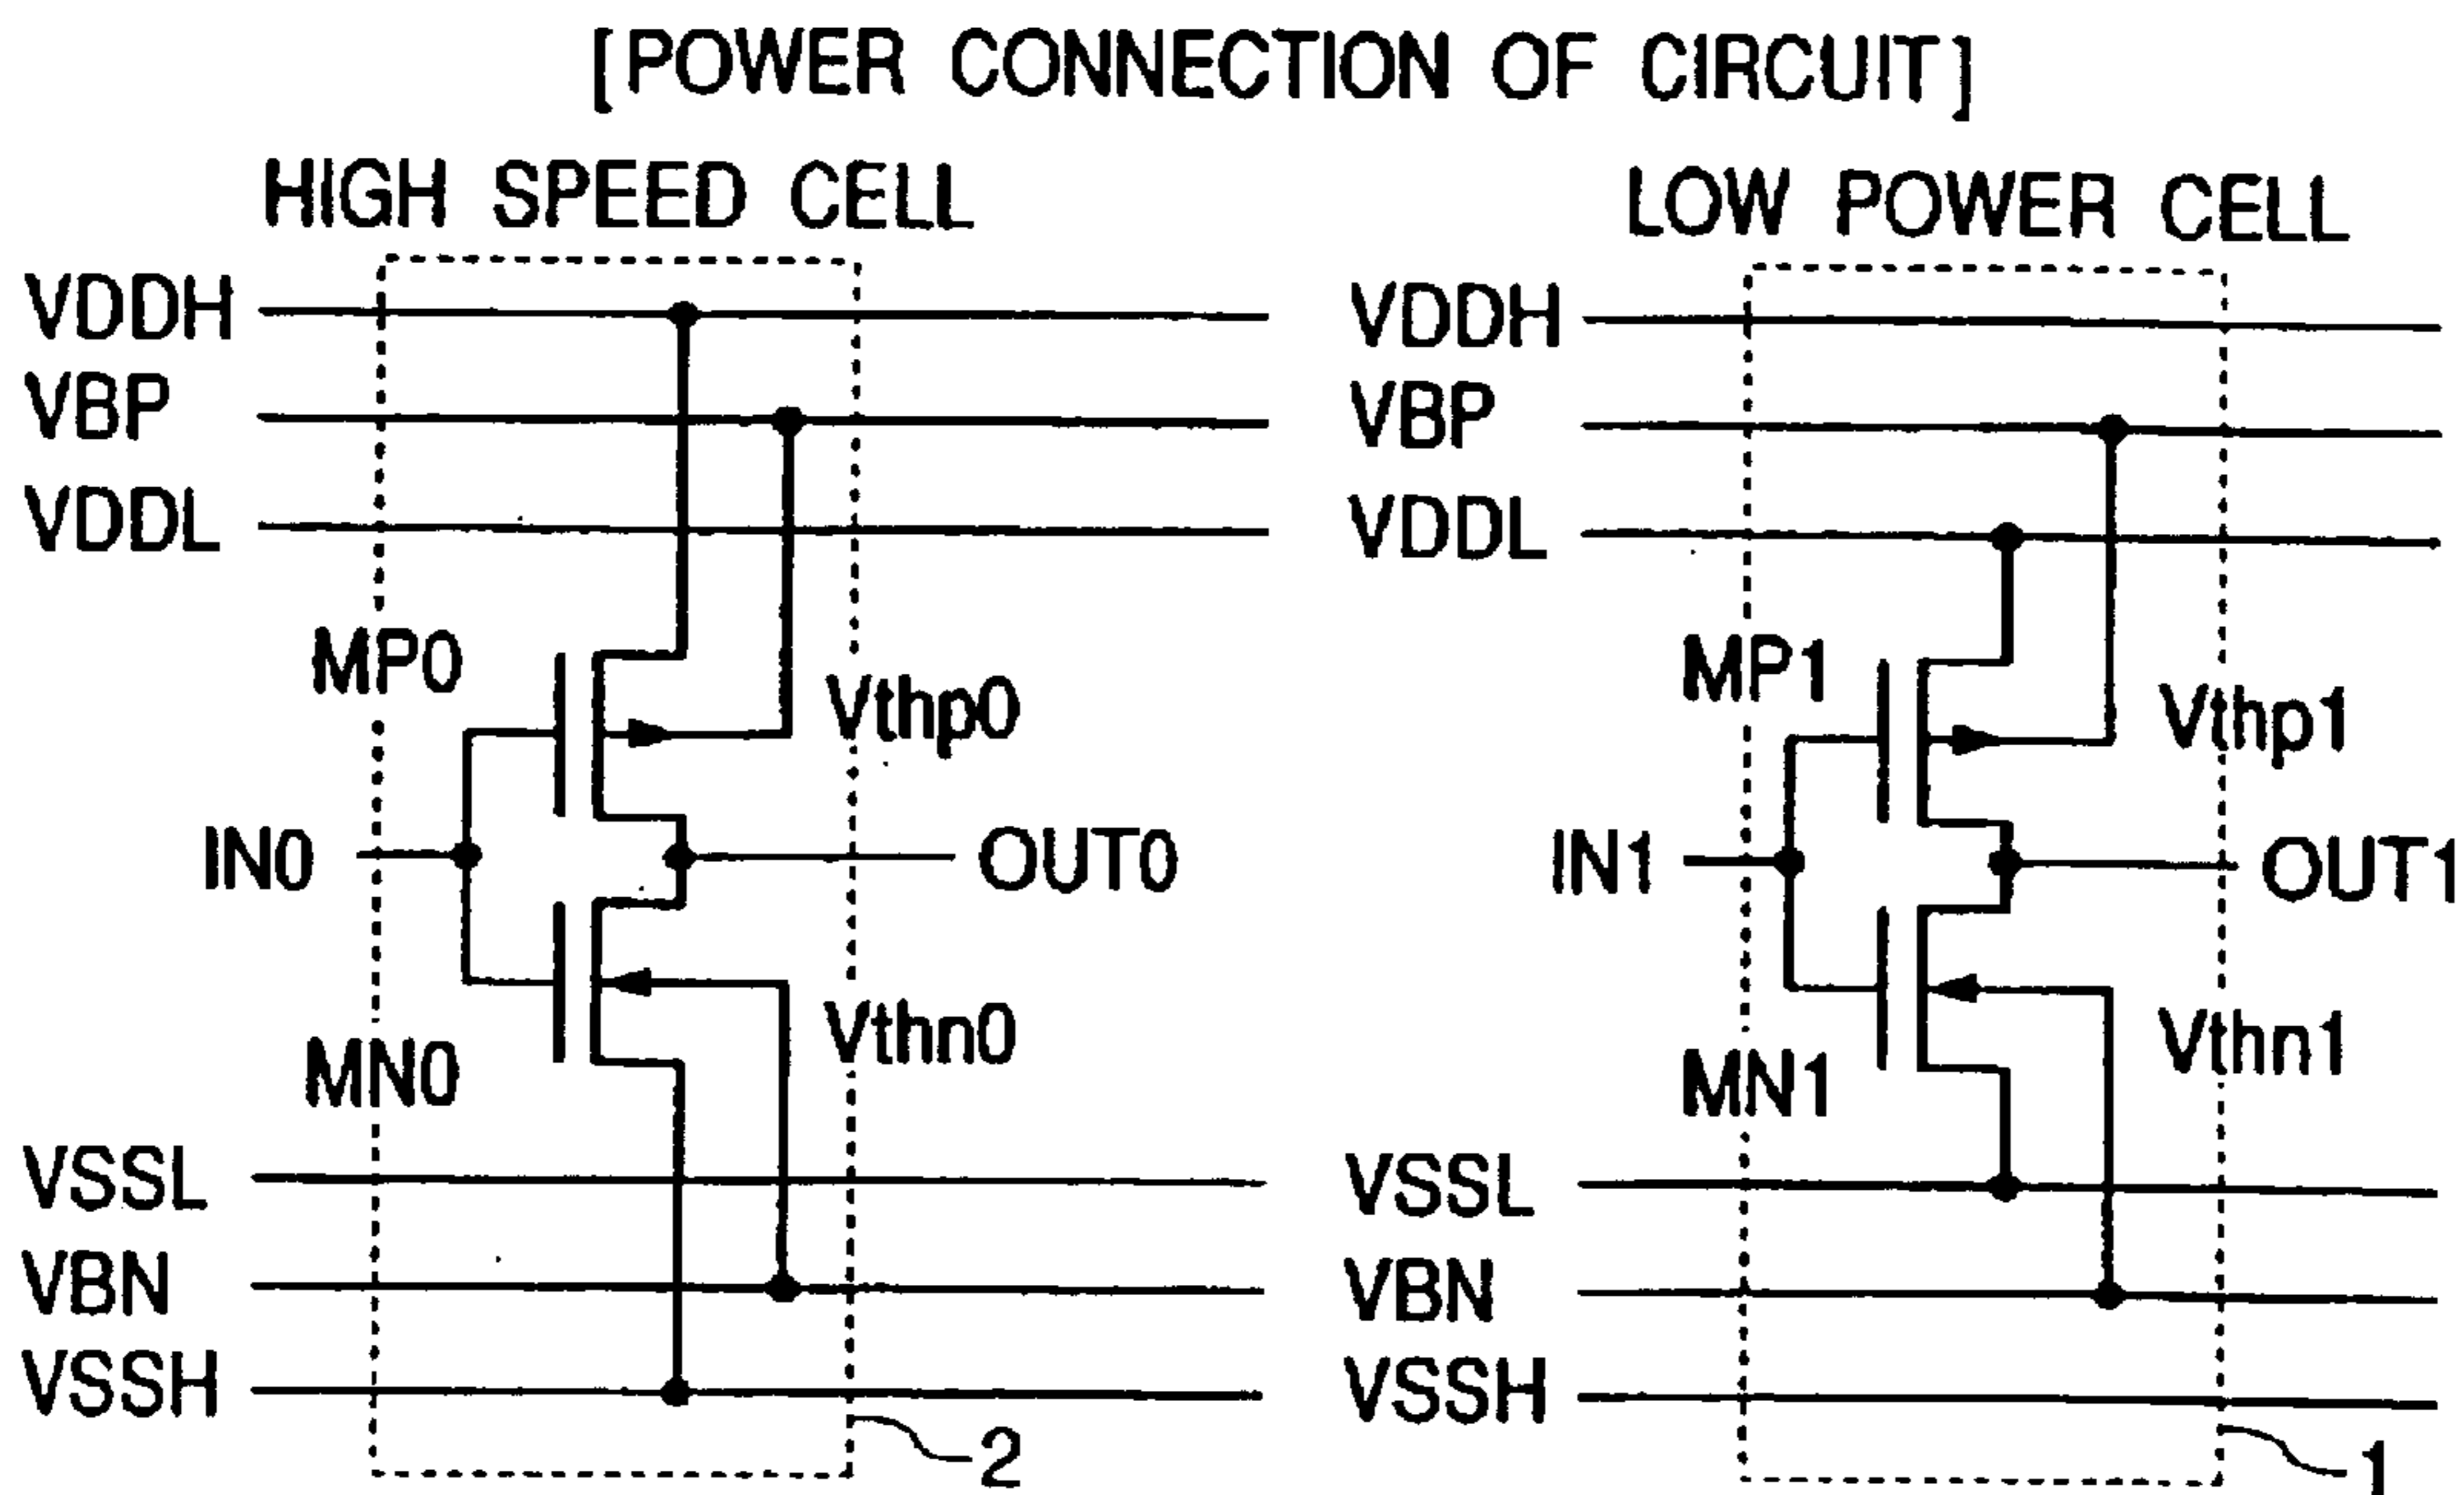 [POWER CONNECTION OF CIRCUIT]
HIGH SPEED CELL
VDDH
VBP
VDDL
MP0
Vthp0
IN0
OUT0
MN0
Vthn0
VSSL
VBN
VSSH
2
LOW POWER CELL
VDDH
VBP
VDDL
MP1
Vthp1
IN1
OUT1
MN1
Vthn1
VSSL
VBN
VSSH
1